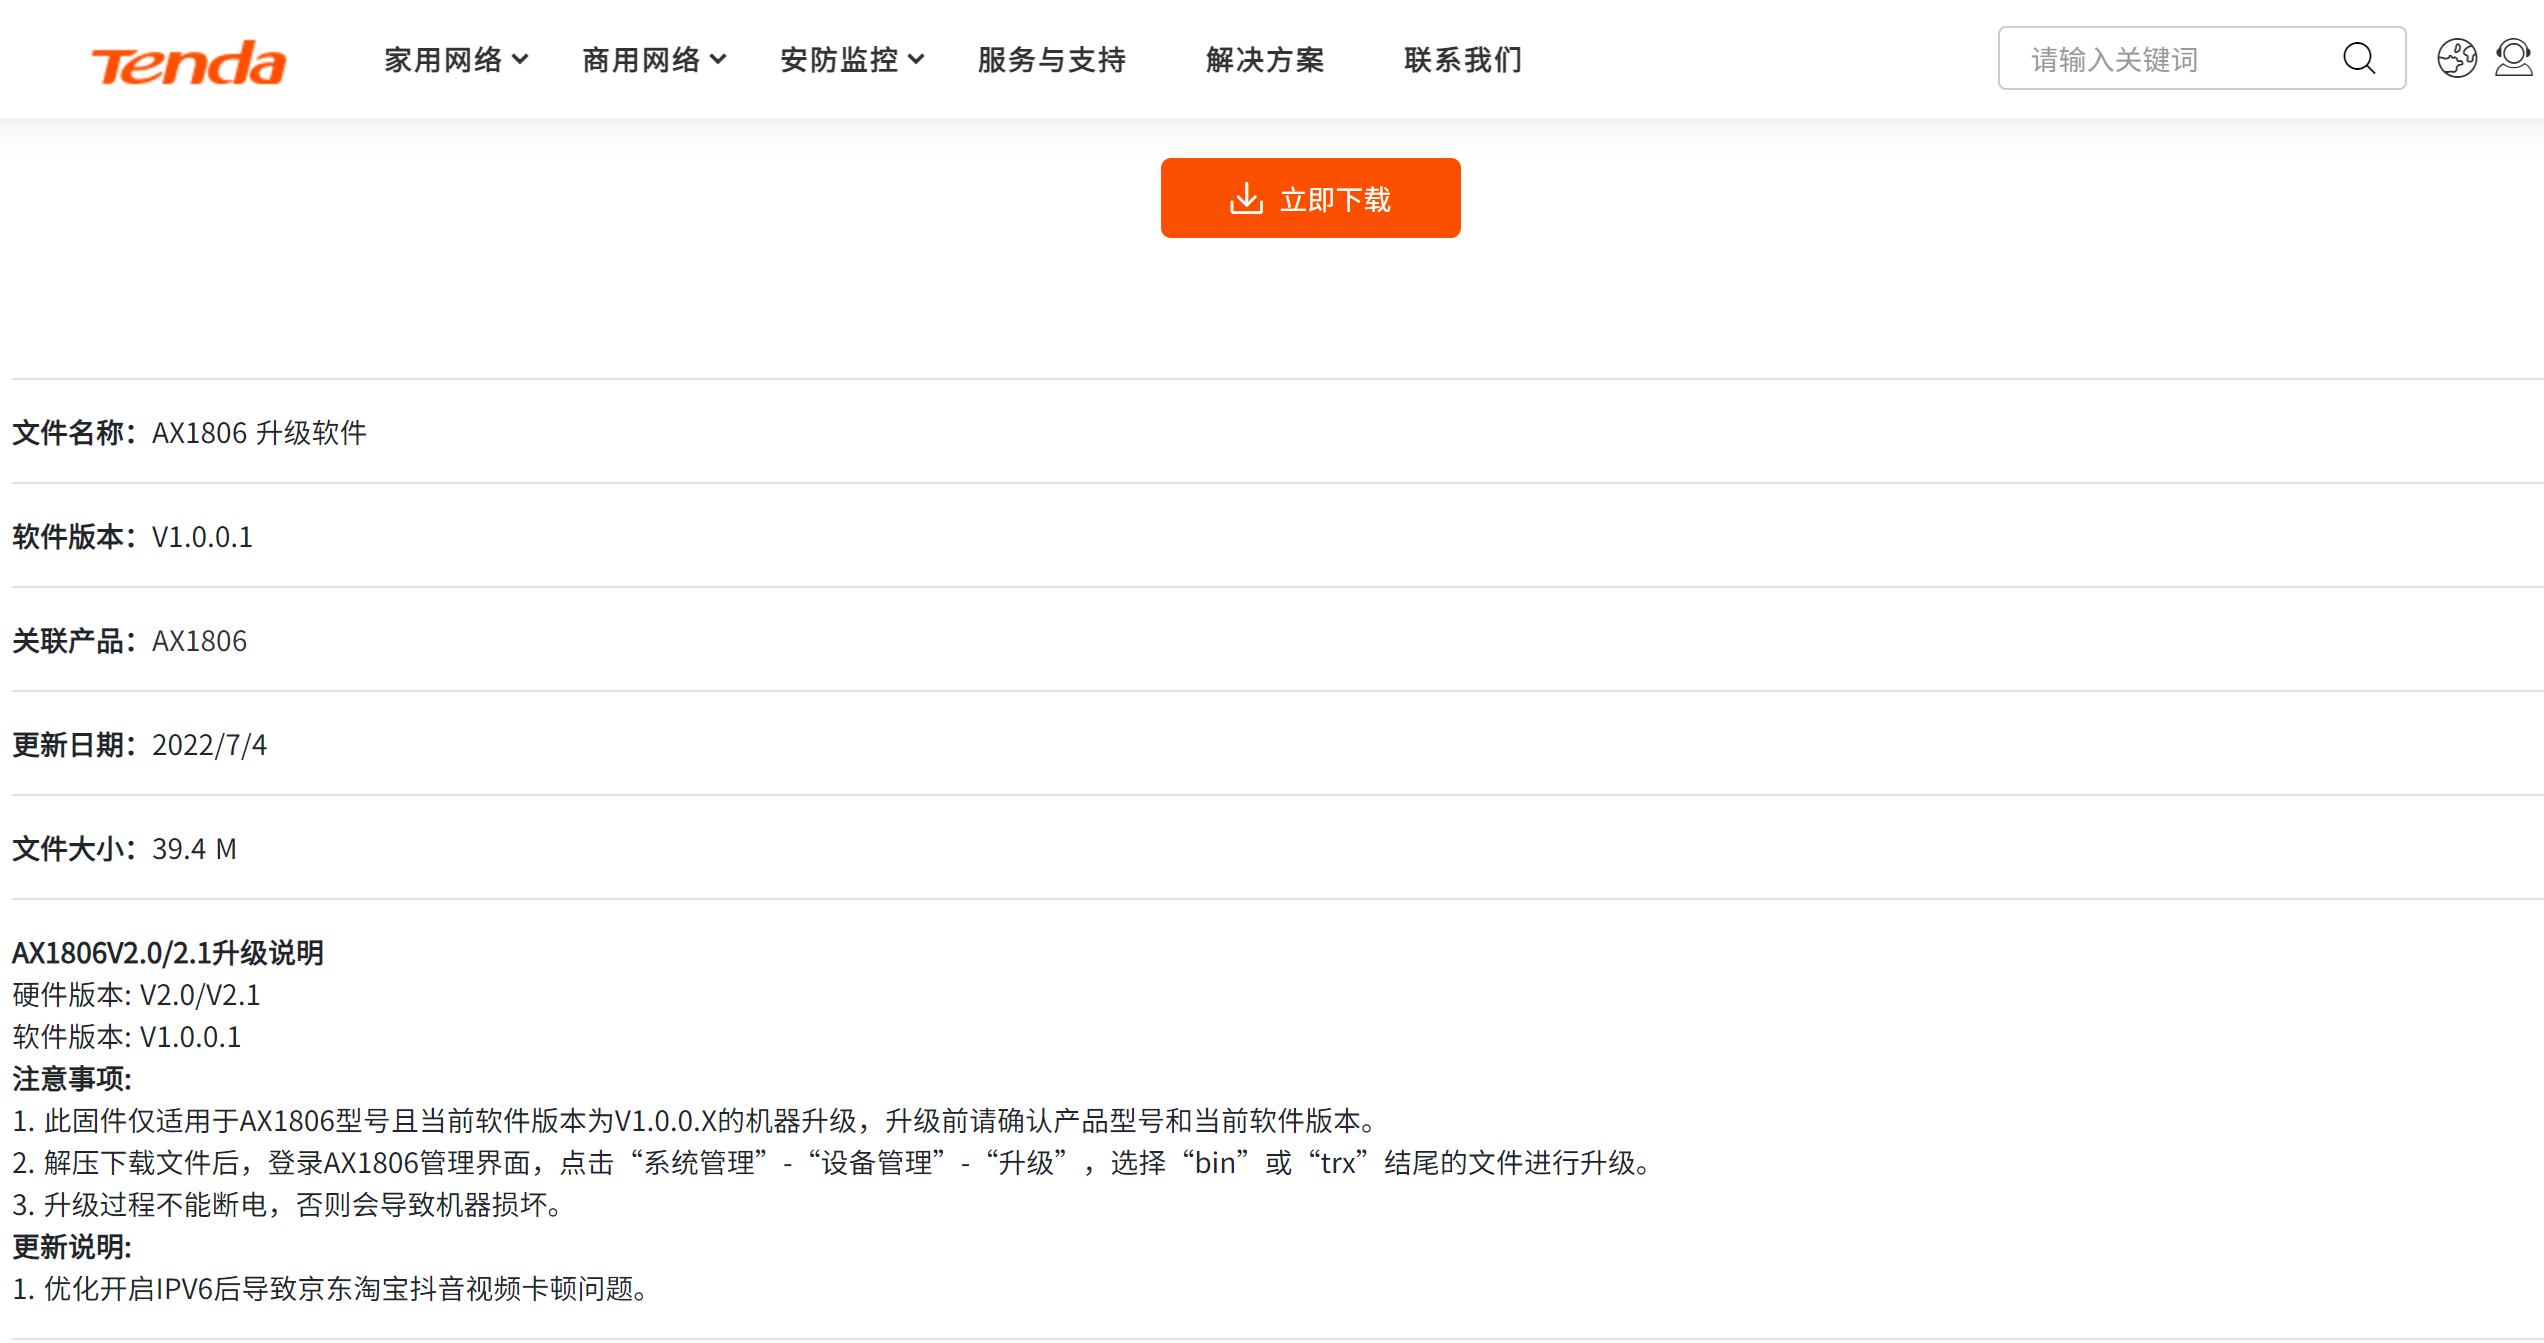 Tenda 家用网络 商用网络 安防监控 服务与支持 解决方案 联系我们 请输入关键词
立即下载
文件名称：AX1806 升级软件
软件版本：V1.0.0.1
关联产品：AX1806
更新日期：2022/7/4
文件大小：39.4 M
AX1806V2.0/2.1升级说明
硬件版本: V2.0/V2.1
软件版本: V1.0.0.1
注意事项:
1. 此固件仅适用于AX1806型号且当前软件版本为V1.0.0.X的机器升级，升级前请确认产品型号和当前软件版本。
2. 解压下载文件后，登录AX1806管理界面，点击“系统管理” -“设备管理” -“升级” ，选择“bin”或“trx”结尾的文件进行升级。
3. 升级过程不能断电，否则会导致机器损坏。
更新说明:
1. 优化开启IPV6后导致京东淘宝抖音视频卡顿问题。